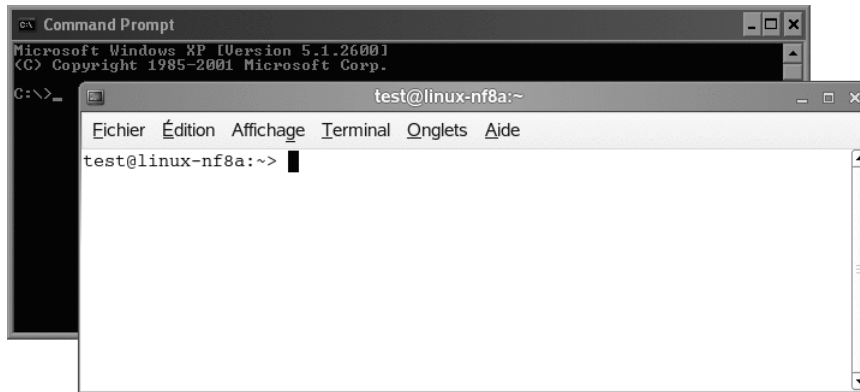 Command Prompt
Microsoft Windows XP [Version 5.1.2600]
(C) Copyright 1985-2001 Microsoft Corp.
C:\>_
test@linux-nf8a:~
Fichier Édition Affichage Terminal Onglets Aide
test@linux-nf8a:~>